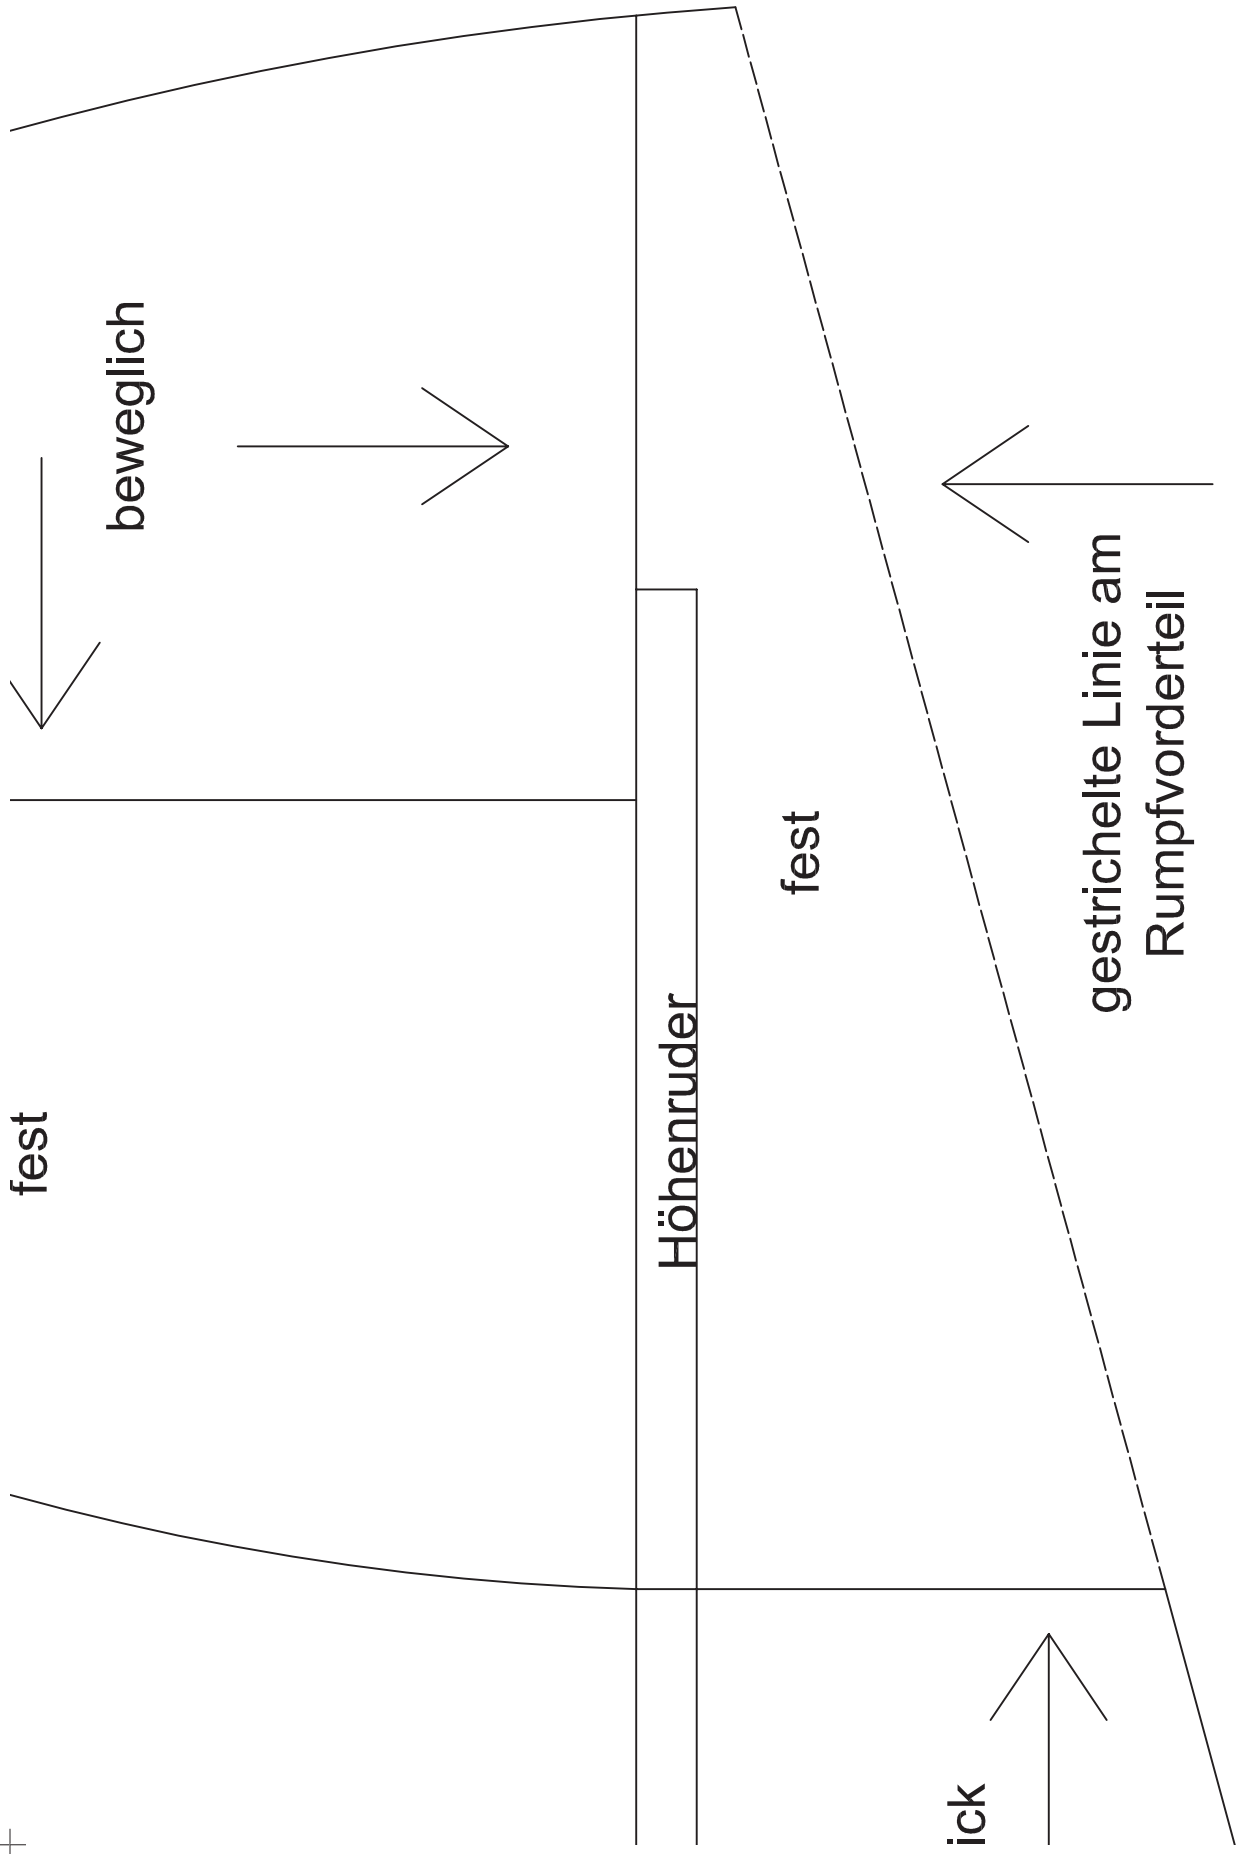 beweglich
fest
Höhenruder
fest
gestrichelte Linie am
Rumpfvorderteil
ick